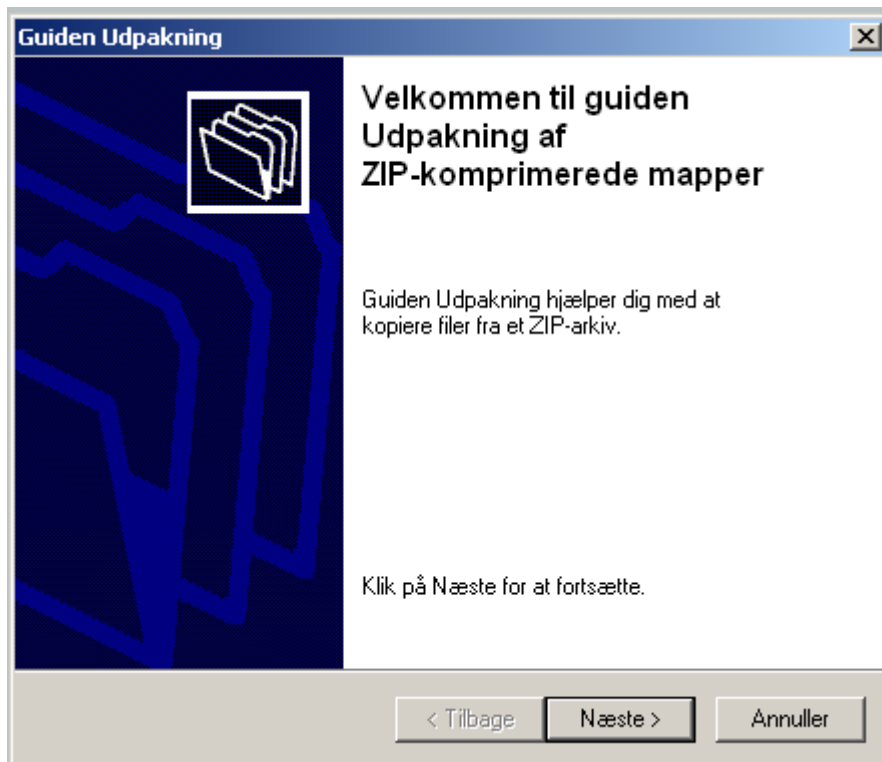 Guiden Udpakning
Velkommen til guiden
Udpakning af
ZIP-komprimerede mapper
Guiden Udpakning hjælper dig med at
kopiere filer fra et ZIP-arkiv.
Klik på Næste for at fortsætte.
< Tilbage Næste > Annuller